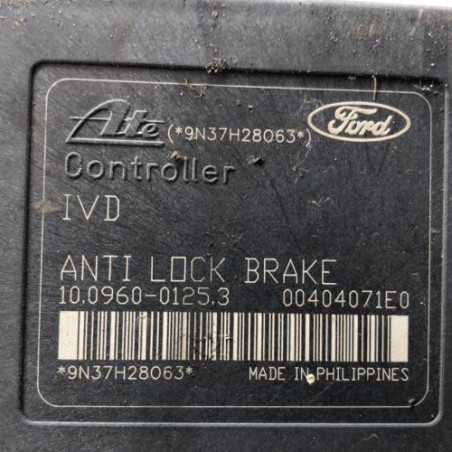 Ate (*9N37H28063*) Ford
Controller
IVD
ANTI LOCK BRAKE
10.0960-0125.3 00404071E0
*9N37H28063* MADE IN PHILIPPINES